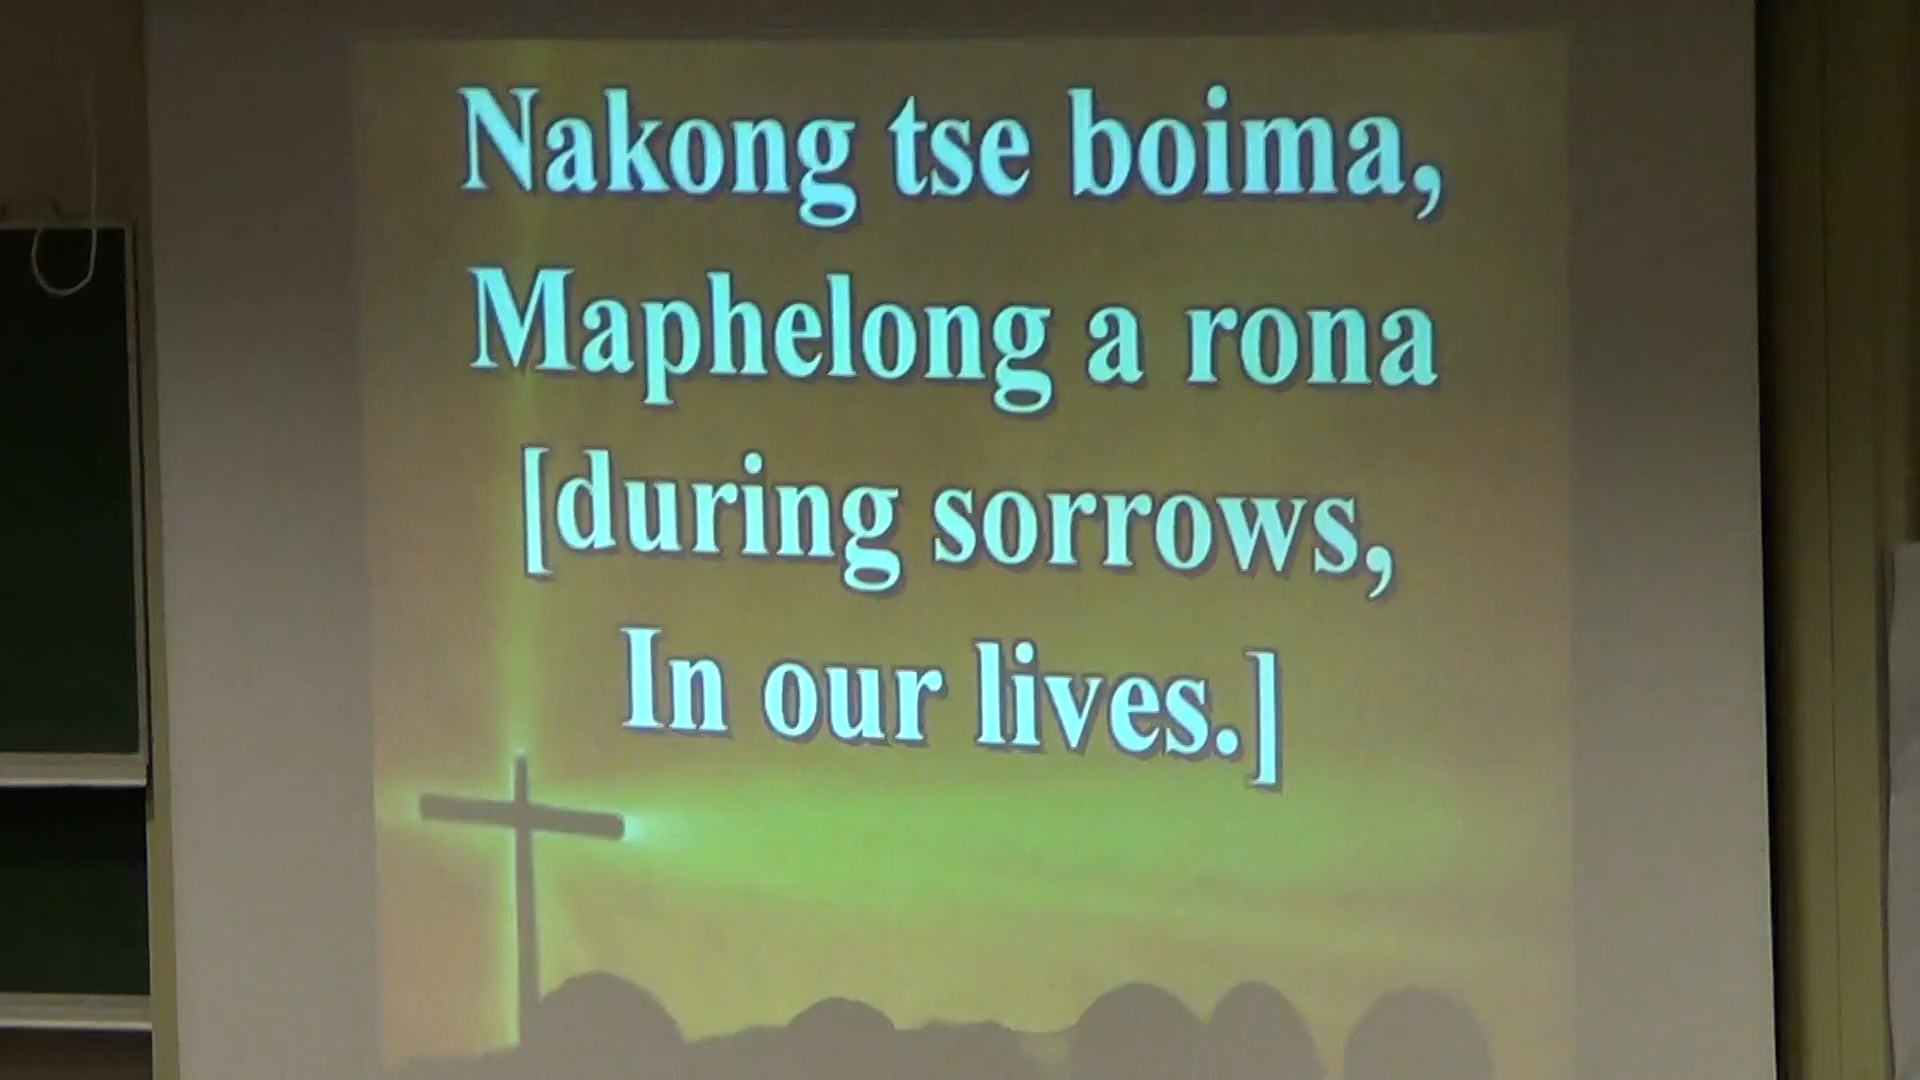 Nakong tse boima,
Maphelong a rona
[during sorrows,
In our lives.]